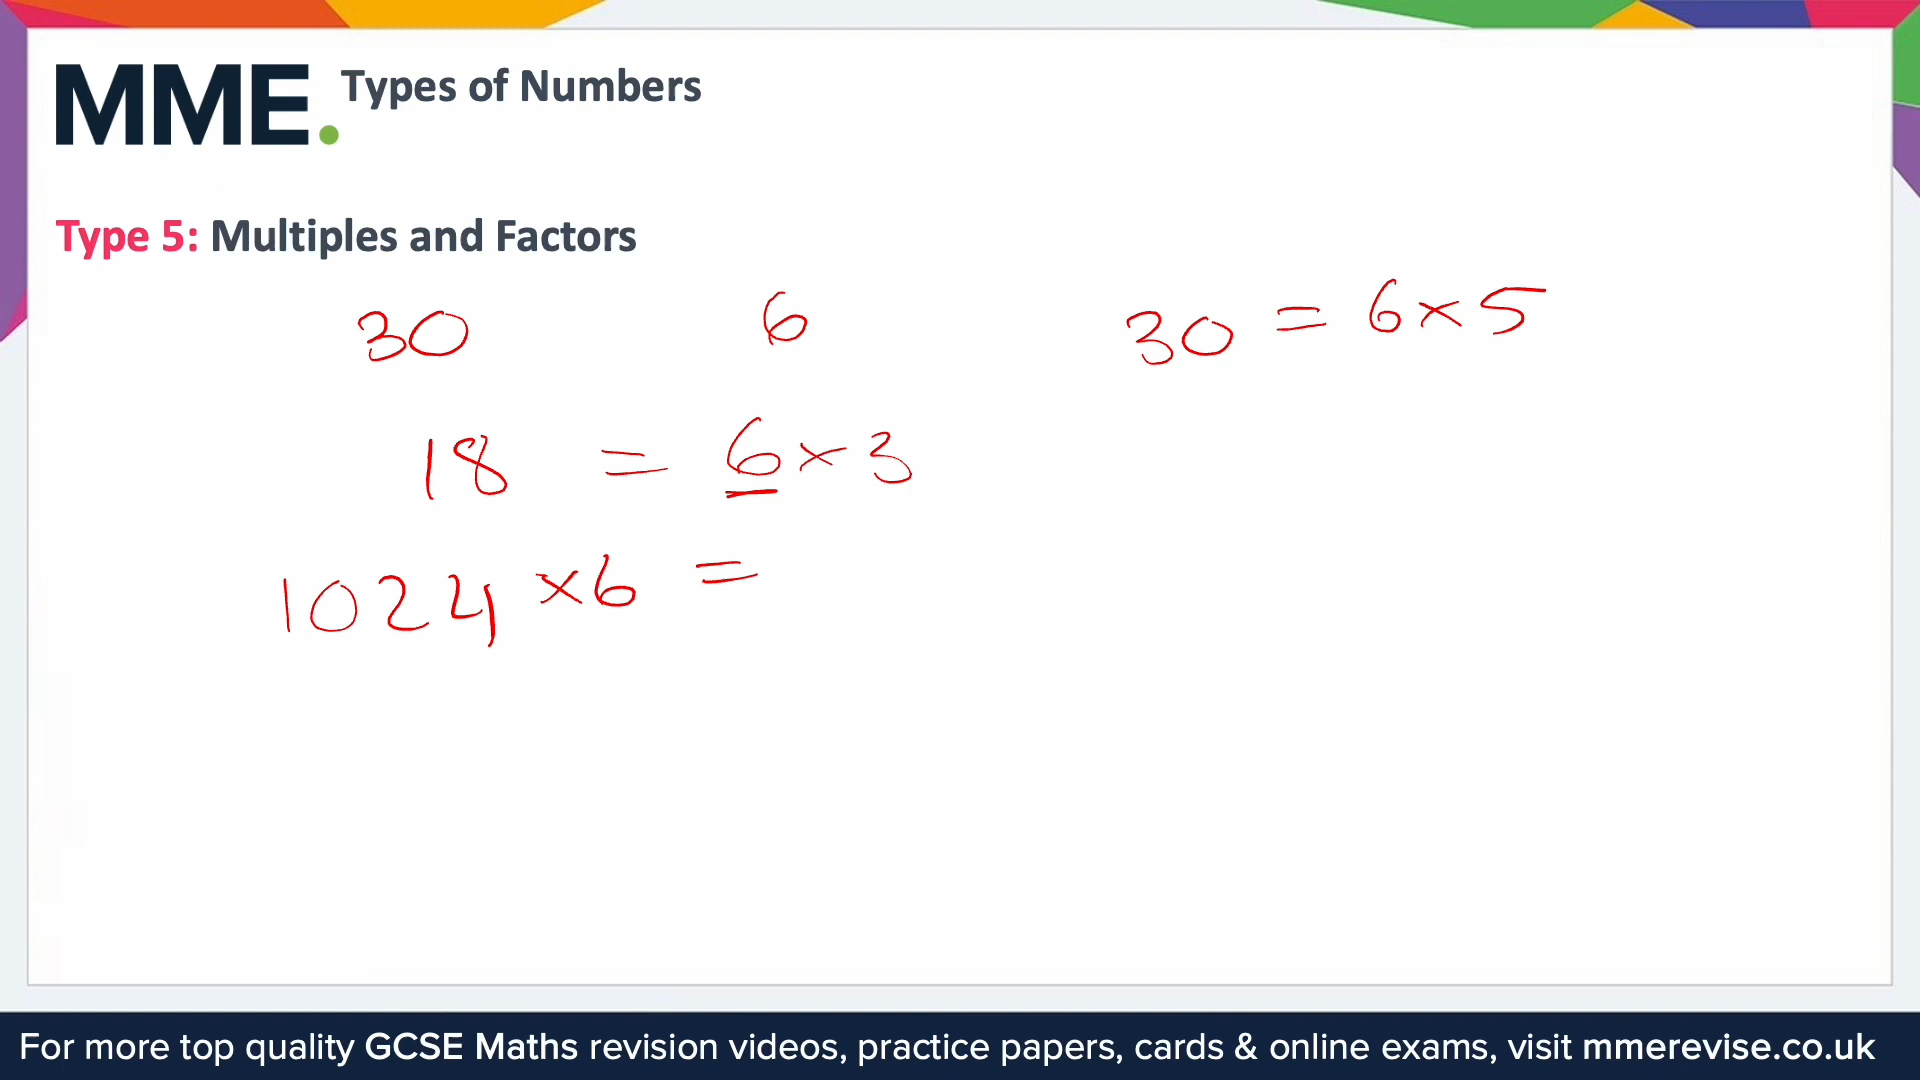 MME. Types of Numbers
Type 5: Multiples and Factors
30 6 30 = 6 × 5
18 = 6 × 3
1024 × 6 =
For more top quality GCSE Maths revision videos, practice papers, cards & online exams, visit mmerevise.co.uk